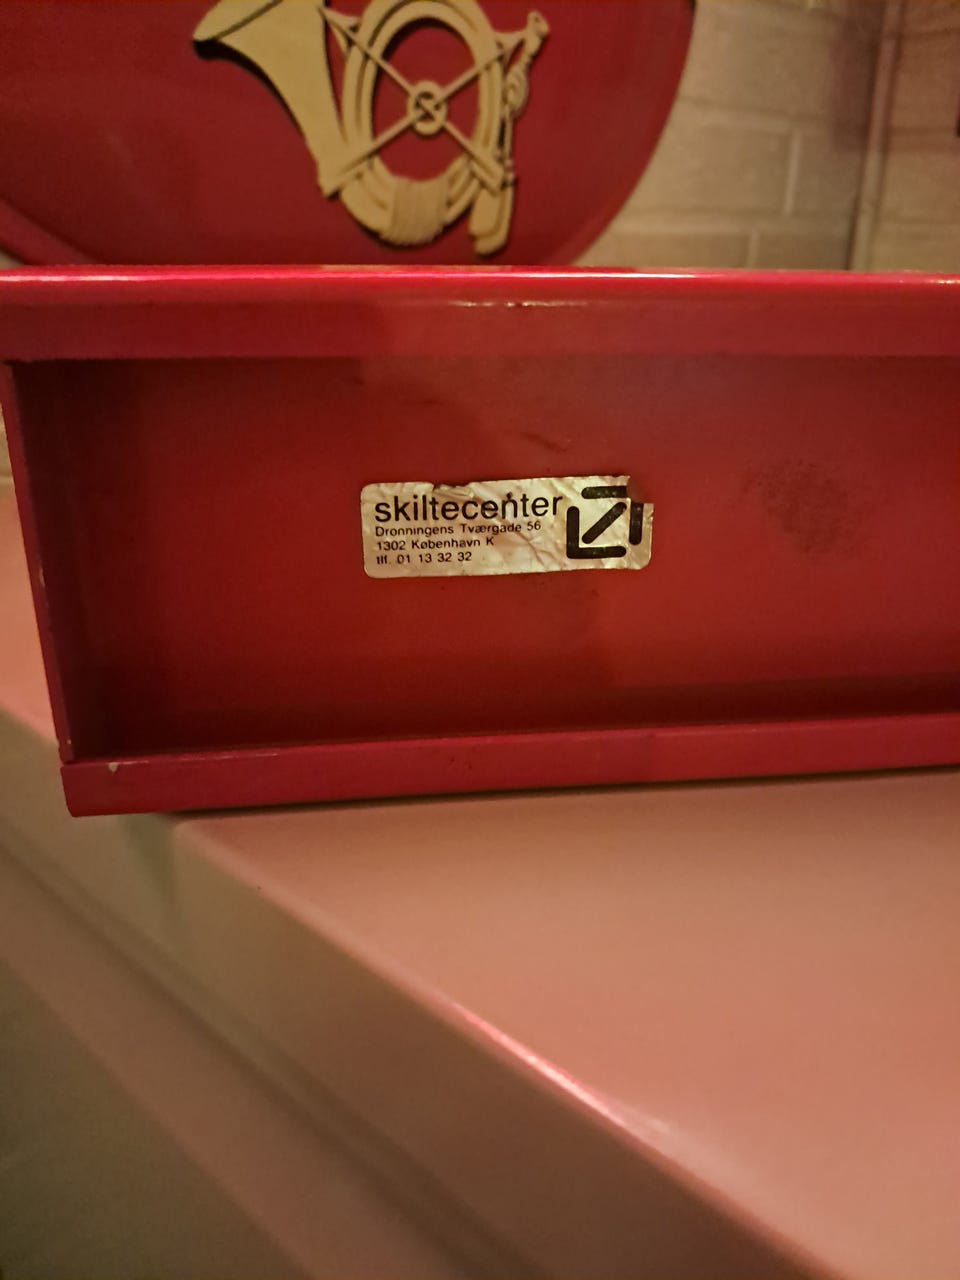 skiltecenter
Dronningens Tværgade 56
1302 København K
tlf. 01 13 32 32